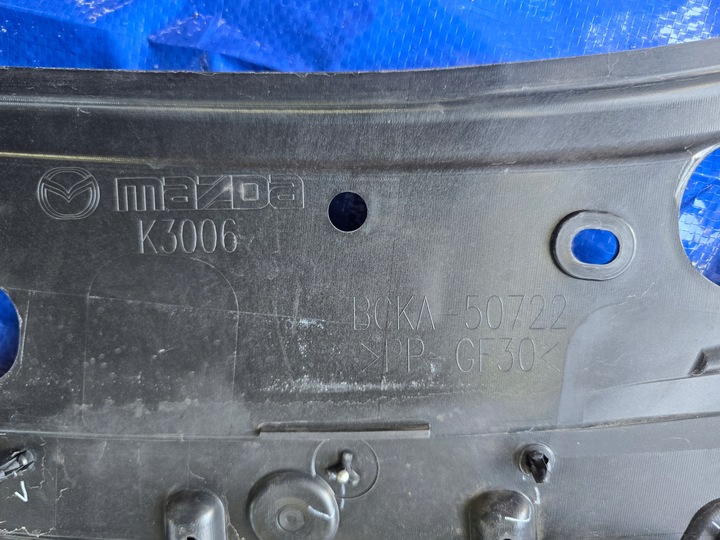 mazda
K3006
BCKA-50722
>PP-GF30<